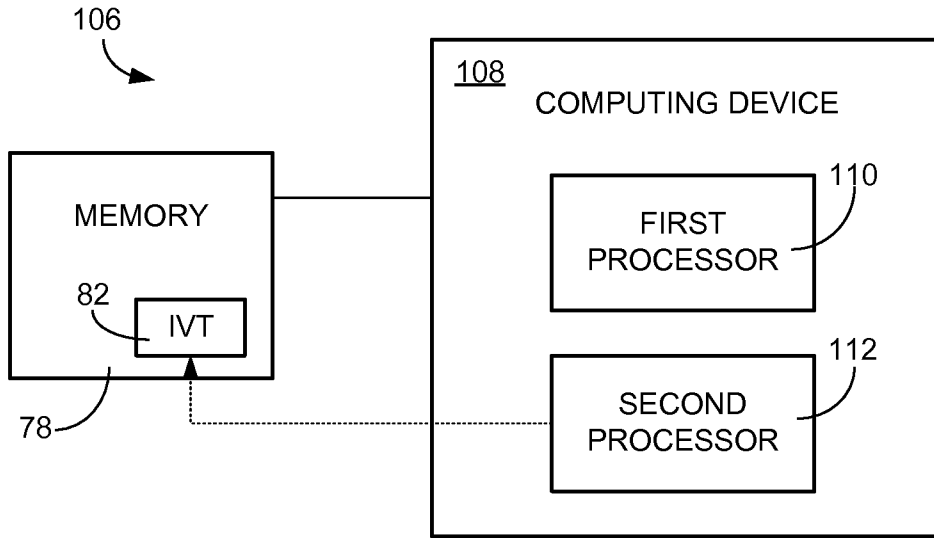 106
108
COMPUTING DEVICE
MEMORY
110
FIRST
PROCESSOR
82
IVT
112
78
SECOND
PROCESSOR